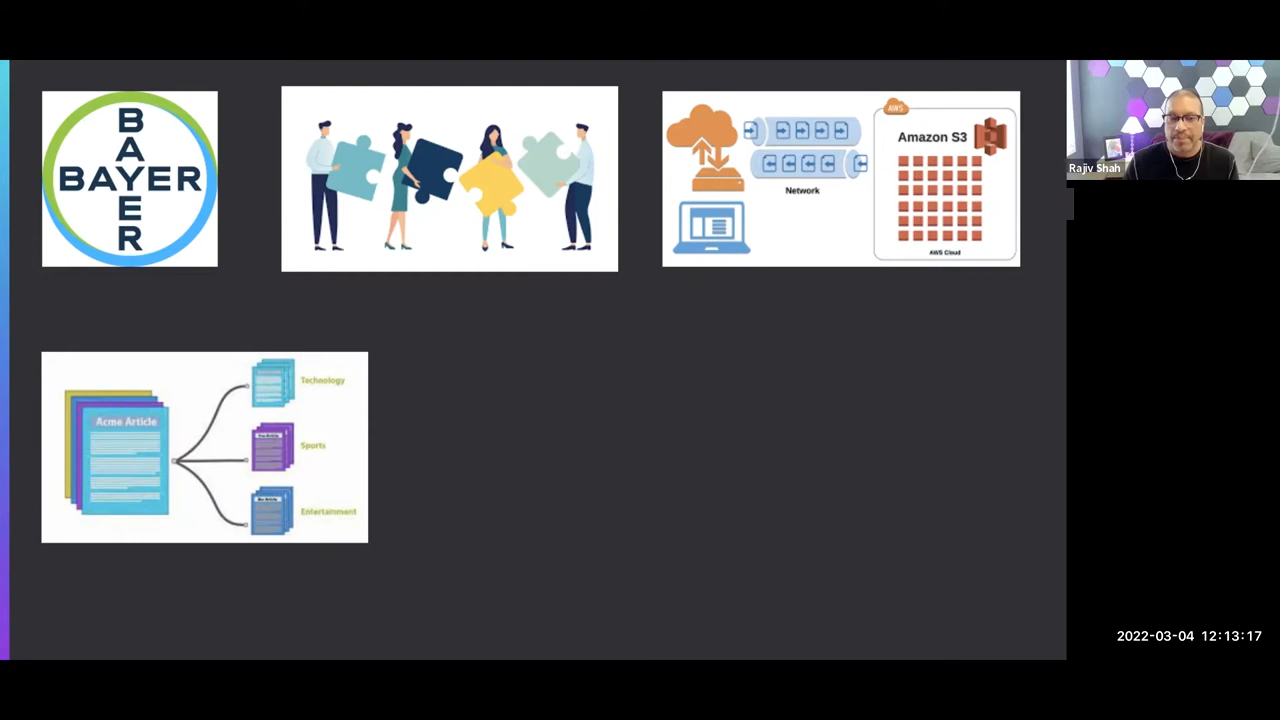 BAYER
BAYER
Network
AWS
Amazon S3
AWS Cloud
Rajiv Shah
Acme Article
Technology
Sports
Entertainment
2022-03-04 12:13:17